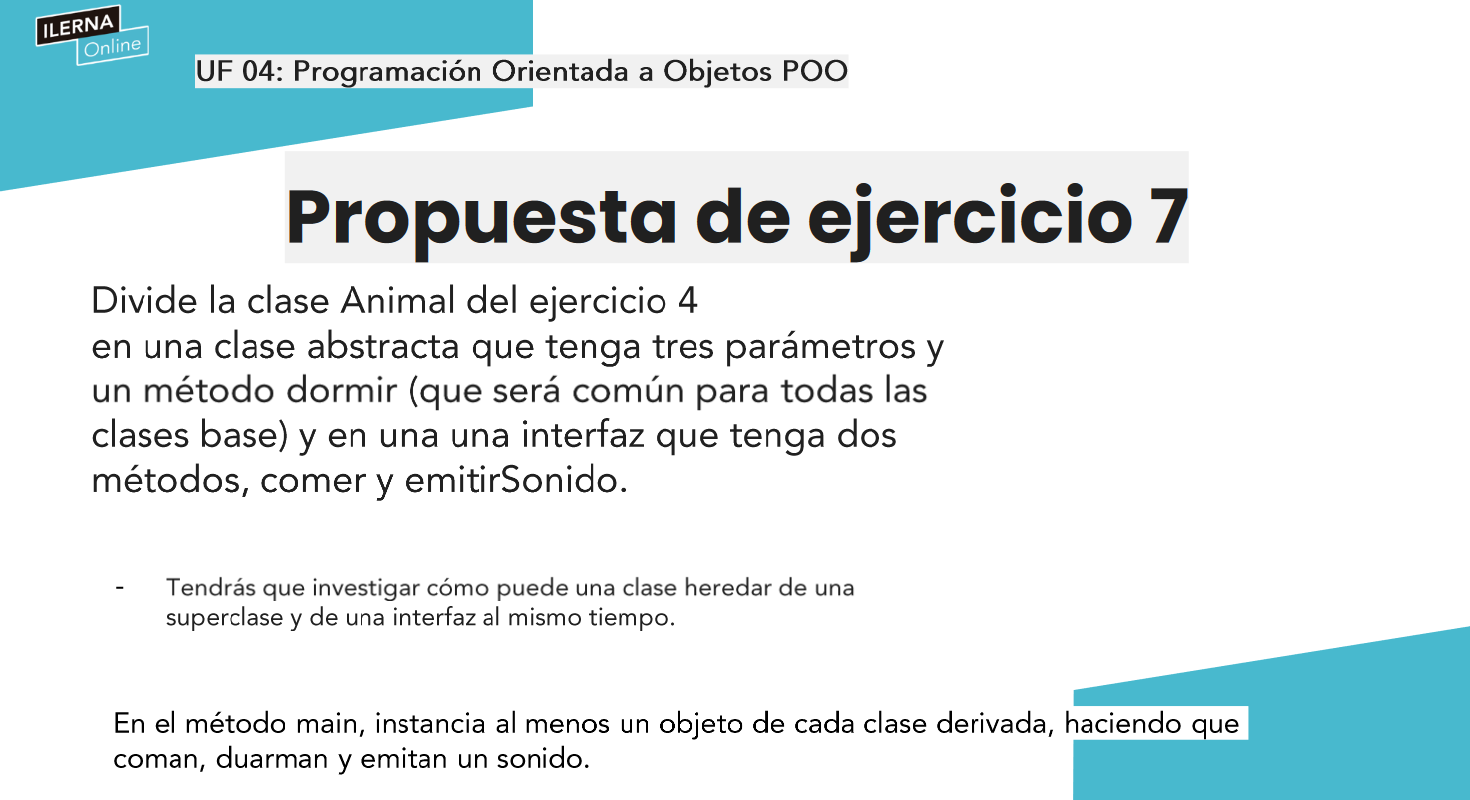 ILERNA
Online
UF 04: Programación Orientada a Objetos POO
Propuesta de ejercicio 7
Divide la clase Animal del ejercicio 4
en una clase abstracta que tenga tres parámetros y
un método dormir (que será común para todas las
clases base) y en una una interfaz que tenga dos
métodos, comer y emitirSonido.
- Tendrás que investigar cómo puede una clase heredar de una
superclase y de una interfaz al mismo tiempo.
En el método main, instancia al menos un objeto de cada clase derivada, haciendo que
coman, duarman y emitan un sonido.